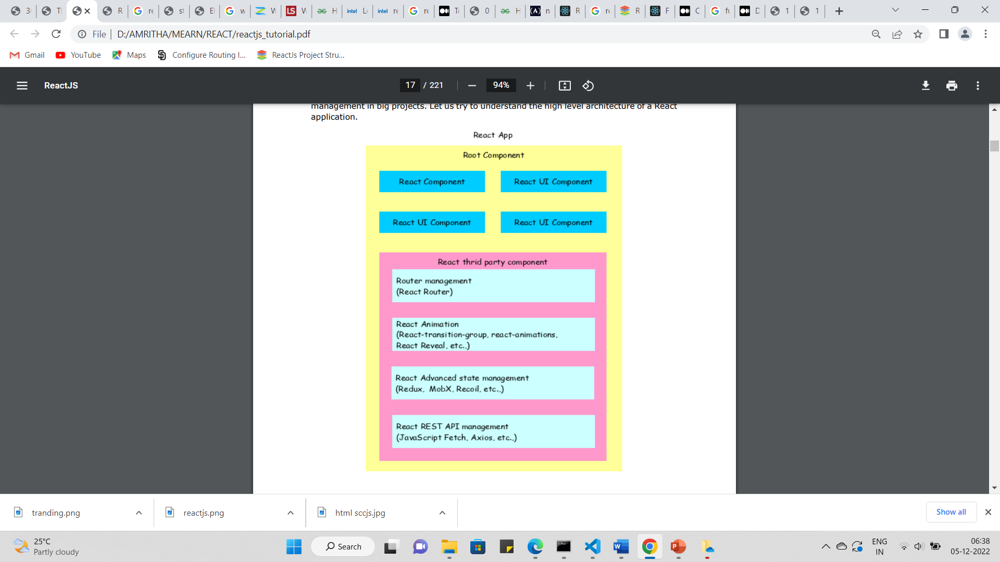 File
D:/AMRITHA/MEARN/REACT/reactjs_tutorial.pdf
Gmail
YouTube
Maps
Configure Routing I...
ReactJs Project Stru...
ReactJS
17 / 221
94%
management in big projects. Let us try to understand the high level architecture of a React
application.
React App
Root Component
React Component
React UI Component
React UI Component
React UI Component
React thrid party component
Router management
(React Router)
React Animation
(React-transition-group, react-animations,
React Reveal, etc.,)
React Advanced state management
(Redux, MobX, Recoil, etc.,)
React REST API management
(JavaScript Fetch, Axios, etc.,)
tranding.png
reactjs.png
html sccjs.jpg
Show all
25°C
Partly cloudy
Search
ENG
IN
06:38
05-12-2022